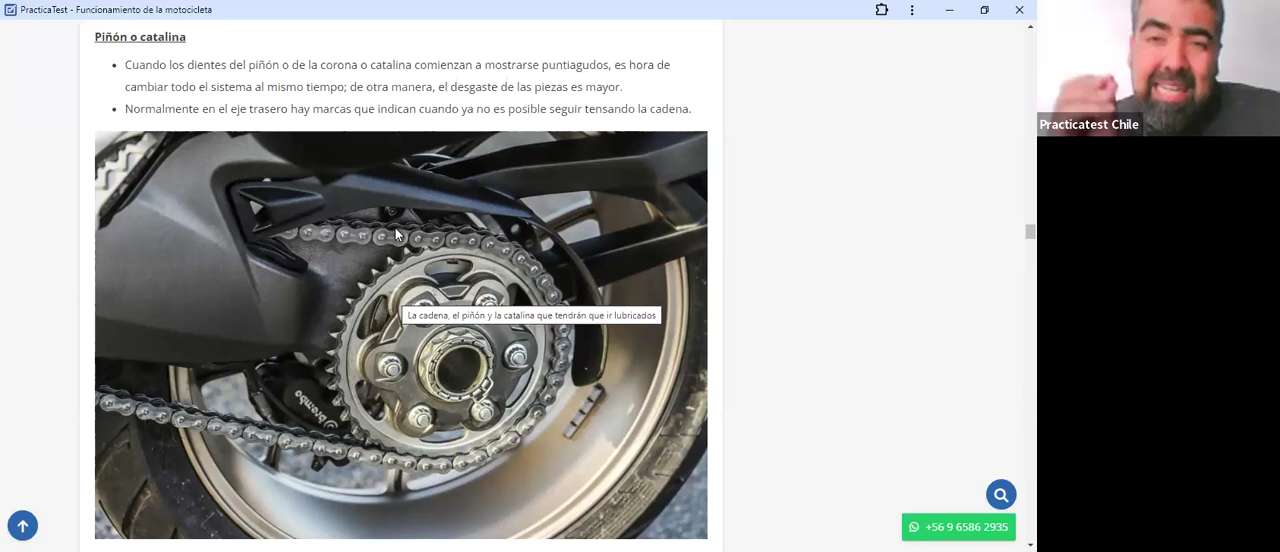 PracticaTest - Funcionamiento de la motocicleta
Piñón o catalina
Cuando los dientes del piñón o de la corona o catalina comienzan a mostrarse puntiagudos, es hora de
cambiar todo el sistema al mismo tiempo; de otra manera, el desgaste de las piezas es mayor.
Normalmente en el eje trasero hay marcas que indican cuando ya no es posible seguir tensando la cadena.
Practicatest Chile
La cadena, el piñón y la catalina que tendrán que ir lubricados
brembo
+56 9 6586 2935